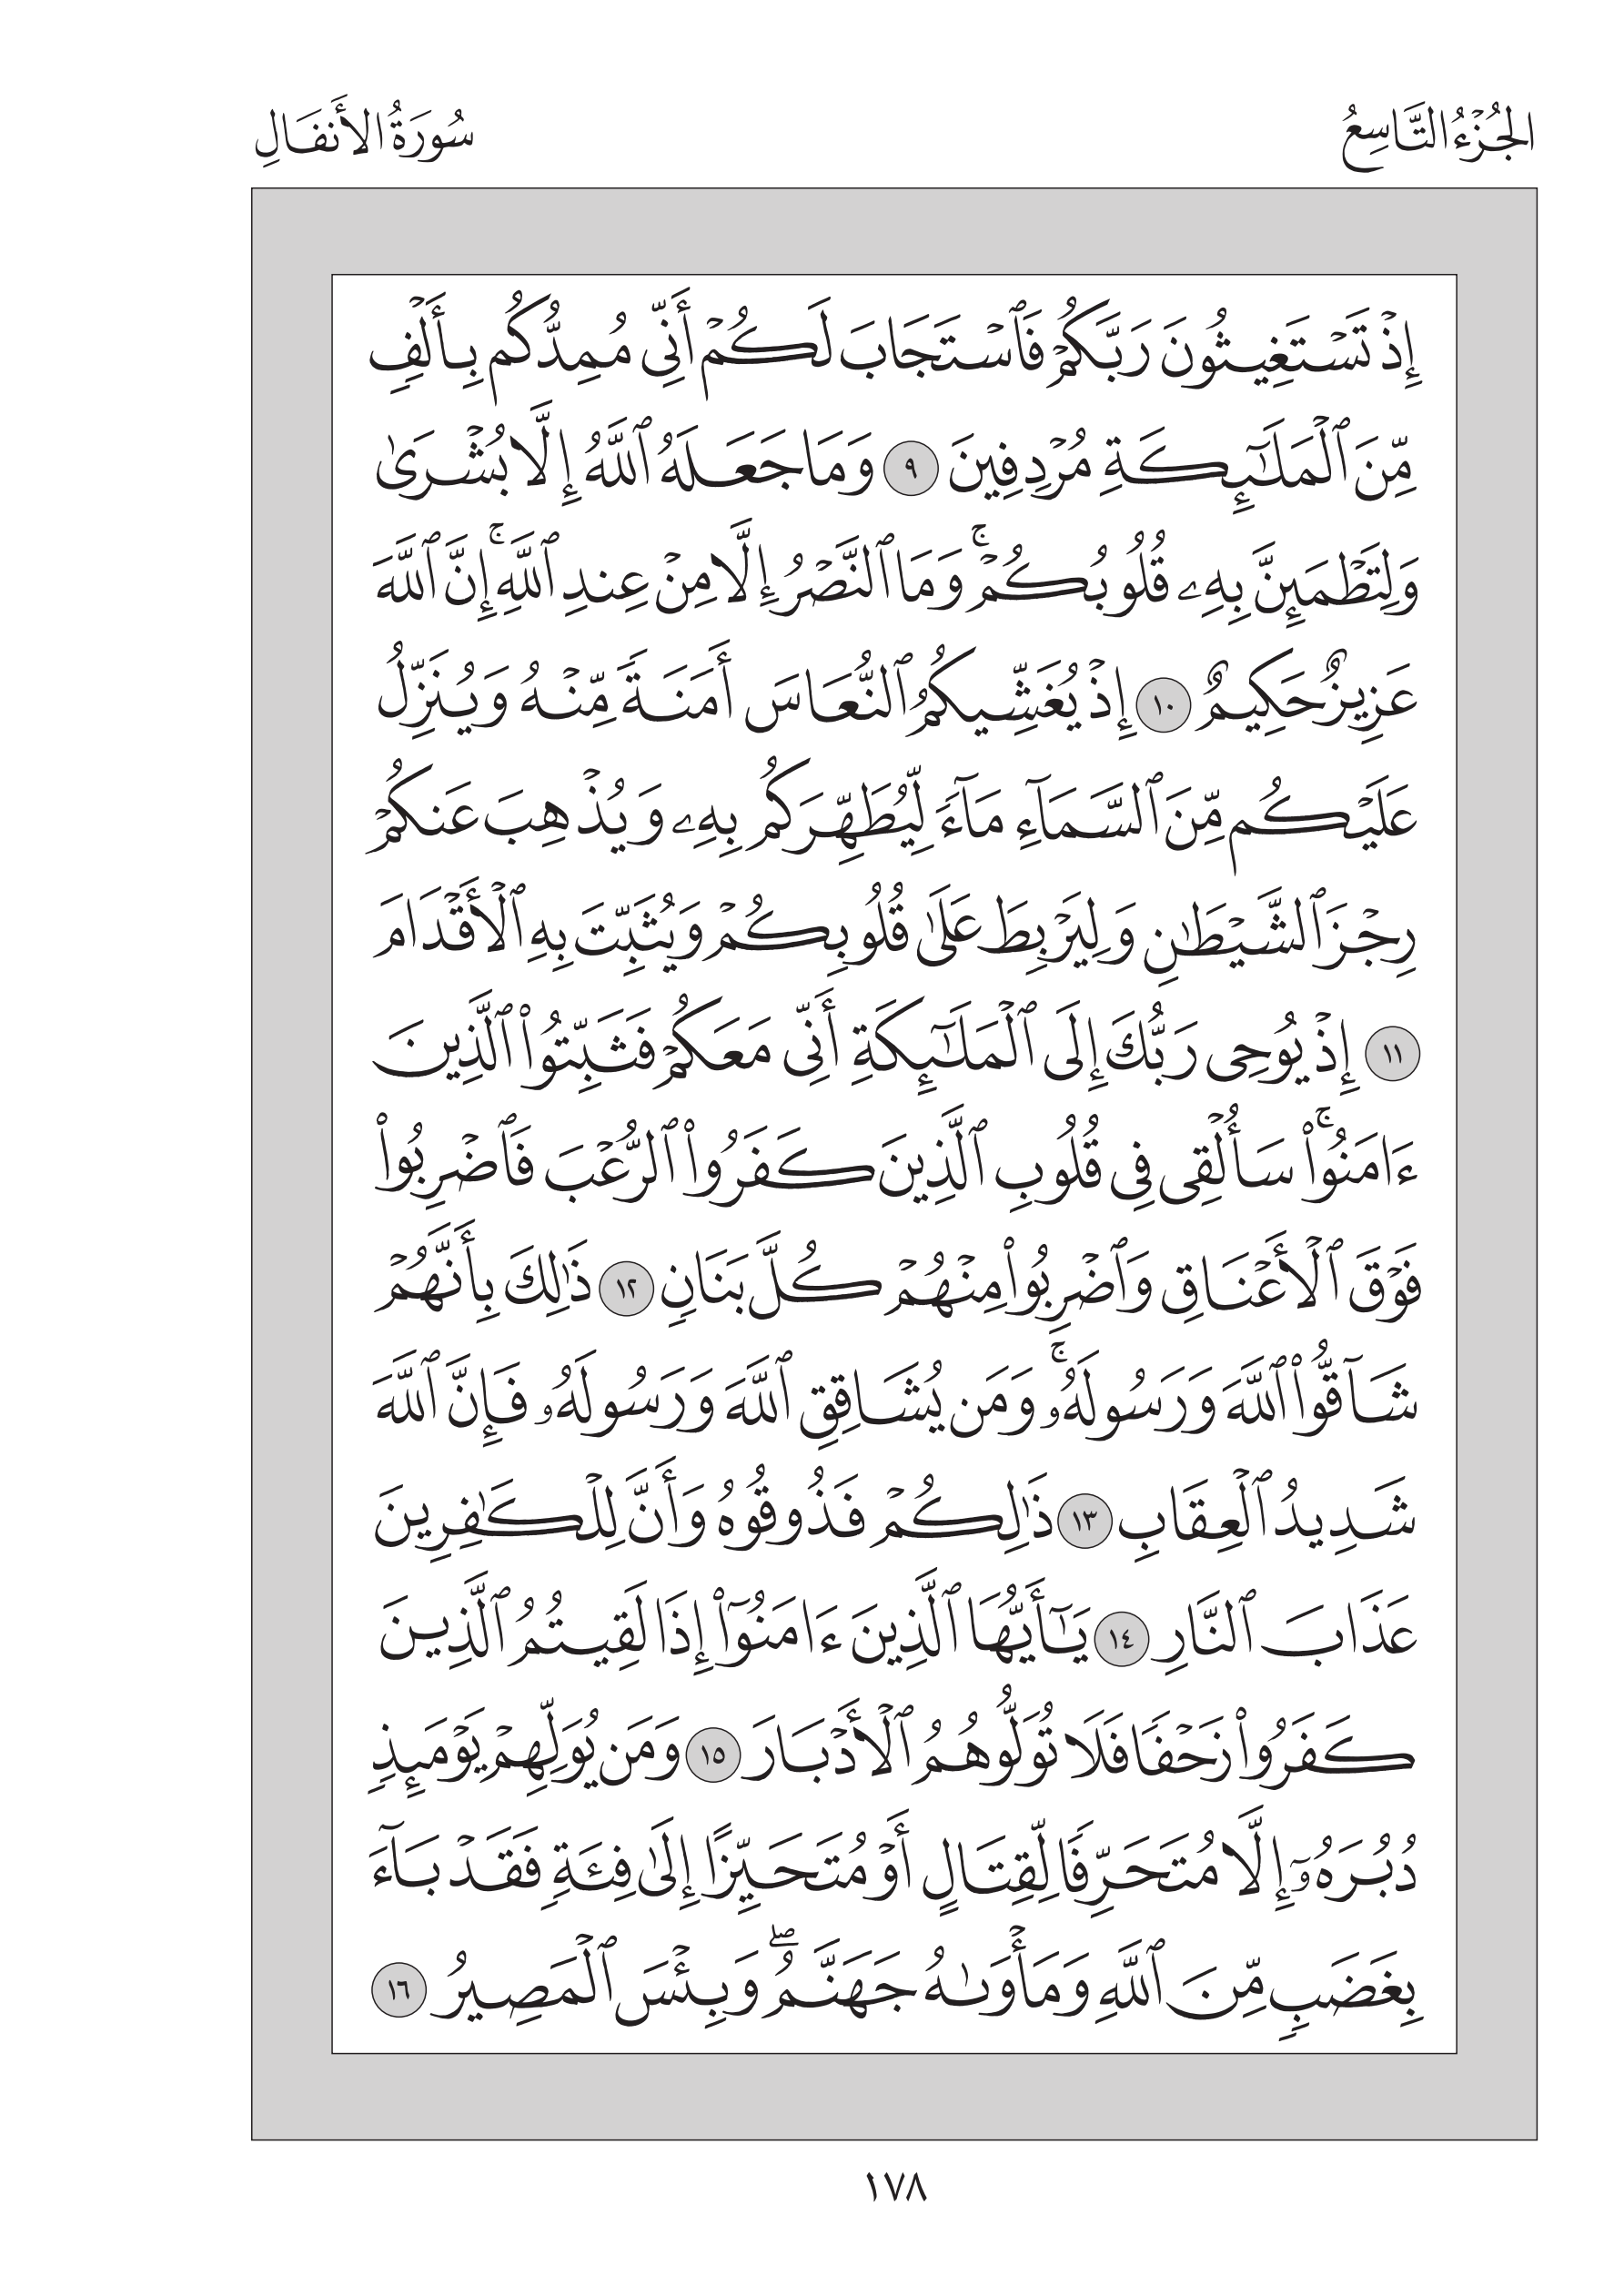 الجُزْءُ التَّاسِعُ
سُورَةُ الأَنفَالِ
إِذْ تَسْتَغِيثُونَ رَبَّكُمْ فَٱسْتَجَابَ لَكُمْ أَنِّى مُمِدُّكُم بِأَلْفٍ
مِّنَ ٱلْمَلَـٰٓئِكَةِ مُرْدِفِينَ ٩ وَمَا جَعَلَهُ ٱللَّهُ إِلَّا بُشْرَىٰ
وَلِتَطْمَئِنَّ بِهِۦ قُلُوبُكُمْ ۚ وَمَا ٱلنَّصْرُ إِلَّا مِنْ عِندِ ٱللَّهِ ۚ إِنَّ ٱللَّهَ
عَزِيزٌ حَكِيمٌ ١٠ إِذْ يُغَشِّيكُمُ ٱلنُّعَاسَ أَمَنَةً مِّنْهُ وَيُنَزِّلُ
عَلَيْكُم مِّنَ ٱلسَّمَآءِ مَآءً لِّيُطَهِّرَكُم بِهِۦ وَيُذْهِبَ عَنكُمْ
رِجْزَ ٱلشَّيْطَـٰنِ وَلِيَرْبِطَ عَلَىٰ قُلُوبِكُمْ وَيُثَبِّتَ بِهِ ٱلْأَقْدَامَ
١١ إِذْ يُوحِى رَبُّكَ إِلَى ٱلْمَلَـٰٓئِكَةِ أَنِّى مَعَكُمْ فَثَبِّتُوا۟ ٱلَّذِينَ
ءَامَنُوا۟ ۚ سَأُلْقِى فِى قُلُوبِ ٱلَّذِينَ كَفَرُوا۟ ٱلرُّعْبَ فَٱضْرِبُوا۟
فَوْقَ ٱلْأَعْنَاقِ وَٱضْرِبُوا۟ مِنْهُمْ كُلَّ بَنَانٍ ١٢ ذَٰلِكَ بِأَنَّهُمْ
شَآقُّوا۟ ٱللَّهَ وَرَسُولَهُۥ ۚ وَمَن يُشَاقِقِ ٱللَّهَ وَرَسُولَهُۥ فَإِنَّ ٱللَّهَ
شَدِيدُ ٱلْعِقَابِ ١٣ ذَٰلِكُمْ فَذُوقُوهُ وَأَنَّ لِلْكَـٰفِرِينَ
عَذَابَ ٱلنَّارِ ١٤ يَـٰٓأَيُّهَا ٱلَّذِينَ ءَامَنُوٓا۟ إِذَا لَقِيتُمُ ٱلَّذِينَ
كَفَرُوا۟ زَحْفًا فَلَا تُوَلُّوهُمُ ٱلْأَدْبَارَ ١٥ وَمَن يُوَلِّهِمْ يَوْمَئِذٍ
دُبُرَهُۥٓ إِلَّا مُتَحَرِّفًا لِّقِتَالٍ أَوْ مُتَحَيِّزًا إِلَىٰ فِئَةٍ فَقَدْ بَآءَ
بِغَضَبٍ مِّنَ ٱللَّهِ وَمَأْوَىٰهُ جَهَنَّمُ ۖ وَبِئْسَ ٱلْمَصِيرُ ١٦
١٧٨